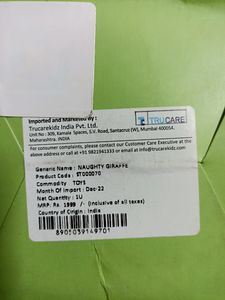 Imported and Marketed By :
Trucarekidz India Pvt. Ltd.
Unit No : 309, Kamala Spaces, S.V. Road, Santacruz (W), Mumbai 400054.
Maharashtra. INDIA
TRUCARE
For consumer complaints, please contact our Customer Care Executive at the
above address or call at +91 9821941333 or email at info@trucarekidz.com
Generic Name : NAUGHTY GIRAFFE
Product Code : ST000070
Commodity : TOYS
Month Of Import : Dec-22
Net Quantity : 1U
MRP. Rs. 1999 /- (Inclusive of all taxes)
Country of Origin : India
8905059149701